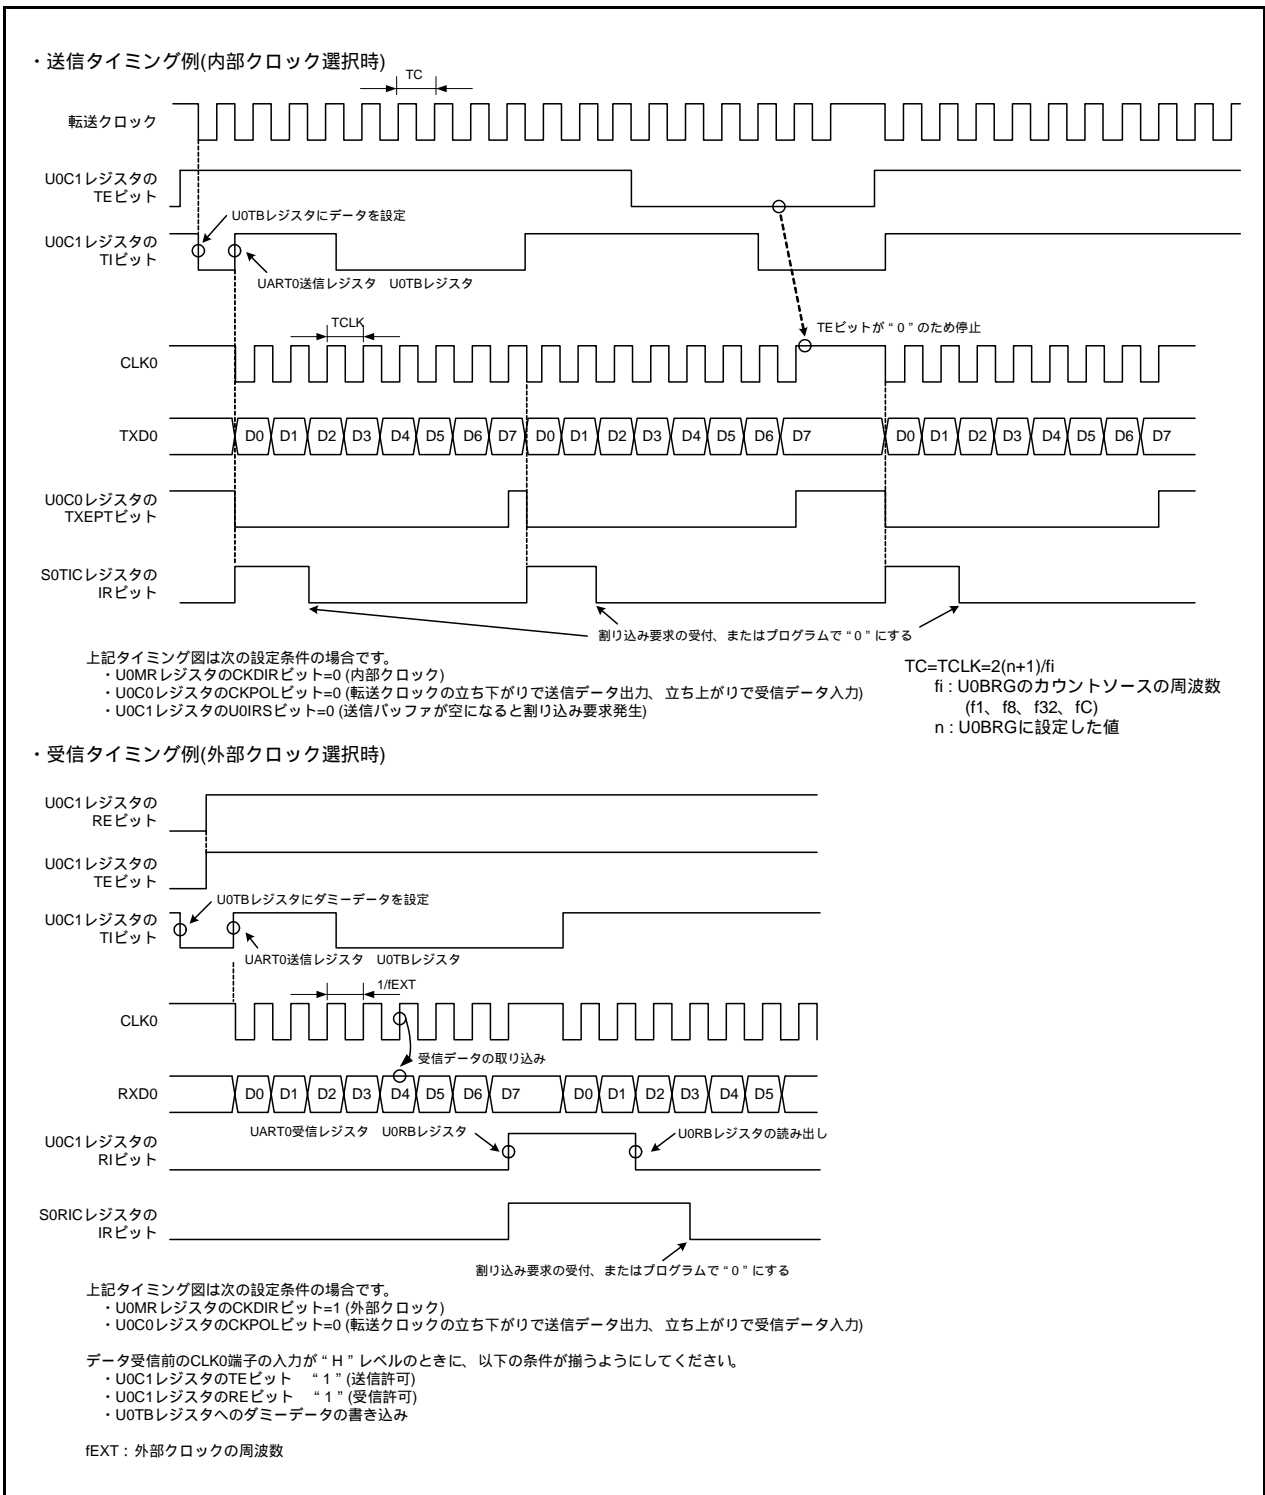 ・送信タイミング例(内部クロック選択時)
TC
転送クロック
U0C1レジスタの
TEビット
U0TBレジスタにデータを設定
U0C1レジスタの
TIビット
UART0送信レジスタ U0TBレジスタ
TCLK
TEビットが“0”のため停止
CLK0
TXD0 D0 D1 D2 D3 D4 D5 D6 D7 D0 D1 D2 D3 D4 D5 D6 D7 D0 D1 D2 D3 D4 D5 D6 D7
U0C0レジスタの
TXEPTビット
S0TICレジスタの
IRビット
割り込み要求の受付、またはプログラムで“0”にする
上記タイミング図は次の設定条件の場合です。
・U0MRレジスタのCKDIRビット=0 (内部クロック)
・U0C0レジスタのCKPOLビット=0 (転送クロックの立ち下がりで送信データ出力、立ち上がりで受信データ入力)
・U0C1レジスタのU0IRSビット=0 (送信バッファが空になると割り込み要求発生)
TC=TCLK=2(n+1)/fi
fi : U0BRGのカウントソースの周波数
(f1、f8、f32、fC)
n : U0BRGに設定した値
・受信タイミング例(外部クロック選択時)
U0C1レジスタの
REビット
U0C1レジスタの
TEビット
U0TBレジスタにダミーデータを設定
U0C1レジスタの
TIビット
UART0送信レジスタ U0TBレジスタ
1/fEXT
CLK0
受信データの取り込み
RXD0 D0 D1 D2 D3 D4 D5 D6 D7 D0 D1 D2 D3 D4 D5
UART0受信レジスタ U0RBレジスタ
U0RBレジスタの読み出し
U0C1レジスタの
RIビット
S0RICレジスタの
IRビット
割り込み要求の受付、またはプログラムで“0”にする
上記タイミング図は次の設定条件の場合です。
・U0MRレジスタのCKDIRビット=1 (外部クロック)
・U0C0レジスタのCKPOLビット=0 (転送クロックの立ち下がりで送信データ出力、立ち上がりで受信データ入力)
データ受信前のCLK0端子の入力が“H”レベルのときに、以下の条件が揃うようにしてください。
・U0C1レジスタのTEビット “1”(送信許可)
・U0C1レジスタのREビット “1”(受信許可)
・U0TBレジスタへのダミーデータの書き込み
fEXT : 外部クロックの周波数